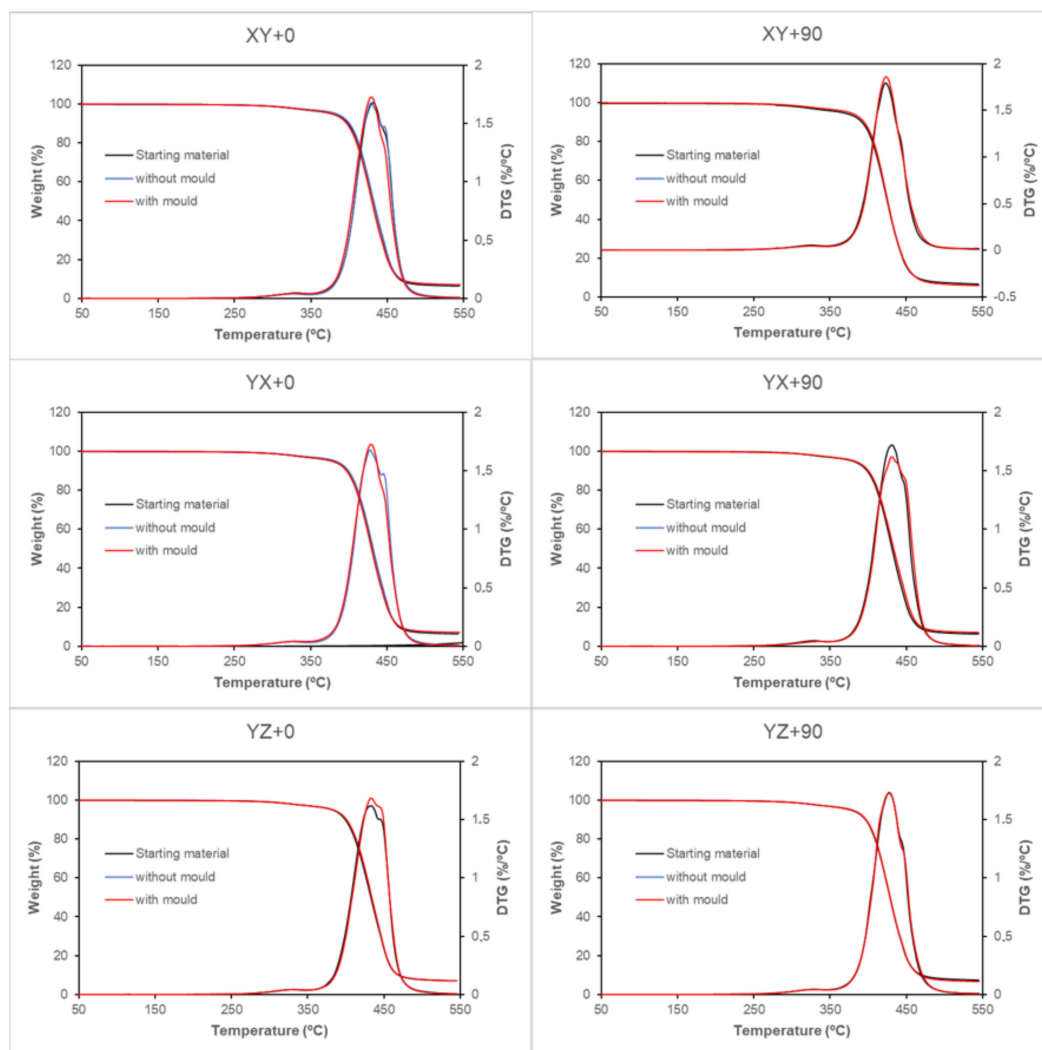 XY+0
120
100
80
60
40
20
0
Weight (%)
2
1.5
1
0,5
0
DTG (%/ºC)
Starting material
without mould
with mould
50 150 250 350 450 550
Temperature (ºC)
XY+90
120
100
80
60
40
20
0
Weight (%)
2
1.5
1
0.5
0
-0.5
DTG (%/ºC)
Starting material
without mould
with mould
50 150 250 350 450 550
Temperature (ºC)
YX+0
120
100
80
60
40
20
0
Weight (%)
2
1,5
1
0,5
0
DTG (%/ºC)
Starting material
without mould
with mould
50 150 250 350 450 550
Temperature (ºC)
YX+90
120
100
80
60
40
20
0
Weight (%)
2
1,5
1
0,5
0
DTG (%/ºC)
Starting material
without mould
with mould
50 150 250 350 450 550
Temperature (ºC)
YZ+0
120
100
80
60
40
20
0
Weight (%)
2
1,5
1
0,5
0
DTG (%/ºC)
Starting material
without mould
with mould
50 150 250 350 450 550
Temperature (ºC)
YZ+90
120
100
80
60
40
20
0
Weight (%)
2
1,5
1
0,5
0
DTG (%/ºC)
Starting material
without mould
with mould
50 150 250 350 450 550
Temperature (ºC)